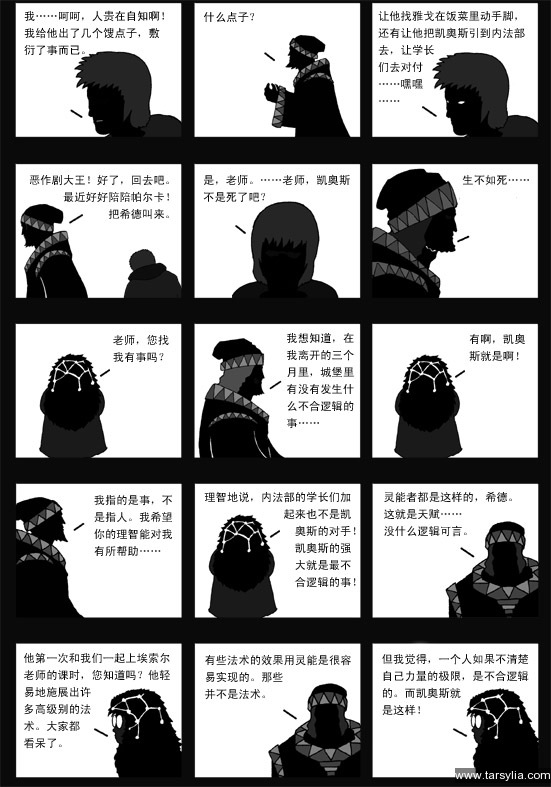 我……呵呵，人贵在自知啊！
我给他出了几个馊点子，敷
衍了事而已。
什么点子？
让他找雅戈在饭菜里动手脚，
还有让他把凯奥斯引到内法部
去，让学长
们去对付
……嘿嘿
……
恶作剧大王！好了，回去吧。
最近好好陪陪帕尔卡！
把希德叫来。
是，老师。……老师，凯奥斯
不是死了吧？
生不如死……
老师，您找
我有事吗？
我想知道，在
我离开的三个
月里，城堡里
有没有发生什
么不合逻辑的
事……
有啊，凯奥
斯就是啊！
我指的是事，不
是指人。我希望
你的理智能对我
有所帮助……
理智地说，内法部的学长们加
起来也不是凯
奥斯的对手！
凯奥斯的强
大就是最不
合逻辑的事！
灵能者都是这样的，希德。
这就是天赋……
没什么逻辑可言。
他第一次和我们一起上埃索尔
老师的课时，您知道吗？他轻
易地施展出许
多高级别的法
术。大家都
看呆了。
有些法术的效果用灵能是很容
易实现的。那些
并不是法术。
但我觉得，一个人如果不清楚
自己力量的极限，是不合逻辑
的。而凯奥斯就
是这样！
www.tarsylia.com